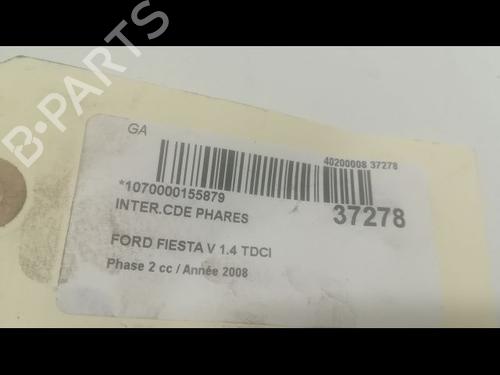 B-PARTS
GA
40200008 37278
*1070000155879
INTER.CDE PHARES
37278
FORD FIESTA V 1.4 TDCI
Phase 2 cc / Année 2008